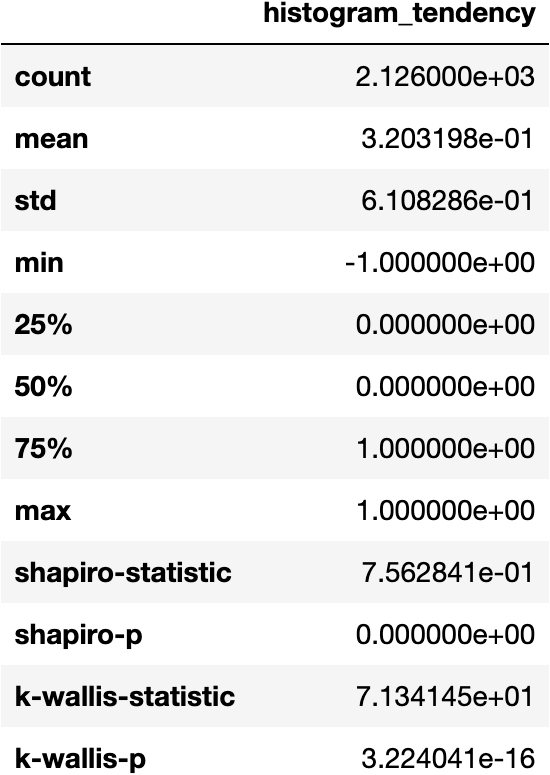 histogram_tendency
count 2.126000e+03
mean 3.203198e-01
std 6.108286e-01
min -1.000000e+00
25% 0.000000e+00
50% 0.000000e+00
75% 1.000000e+00
max 1.000000e+00
shapiro-statistic 7.562841e-01
shapiro-p 0.000000e+00
k-wallis-statistic 7.134145e+01
k-wallis-p 3.224041e-16